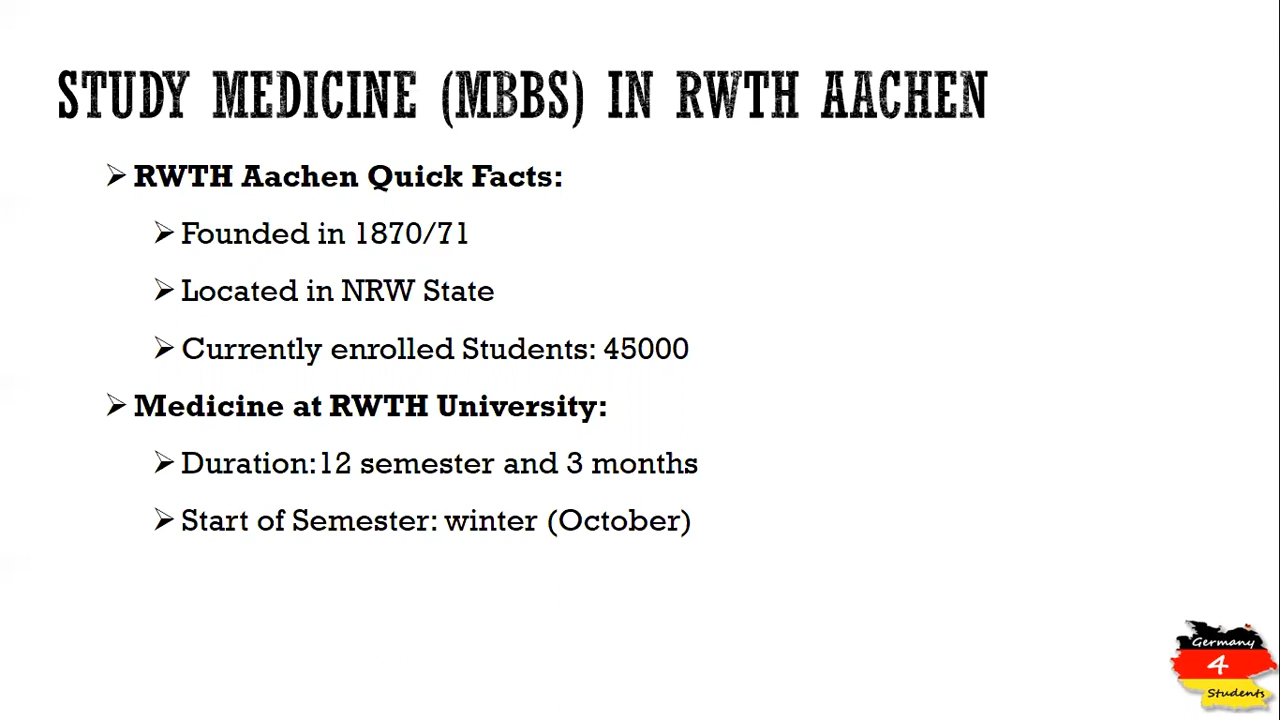 STUDY MEDICINE (MBBS) IN RWTH AACHEN
RWTH Aachen Quick Facts:
Founded in 1870/71
Located in NRW State
Currently enrolled Students: 45000
Medicine at RWTH University:
Duration:12 semester and 3 months
Start of Semester: winter (October)
Germany
4
Students